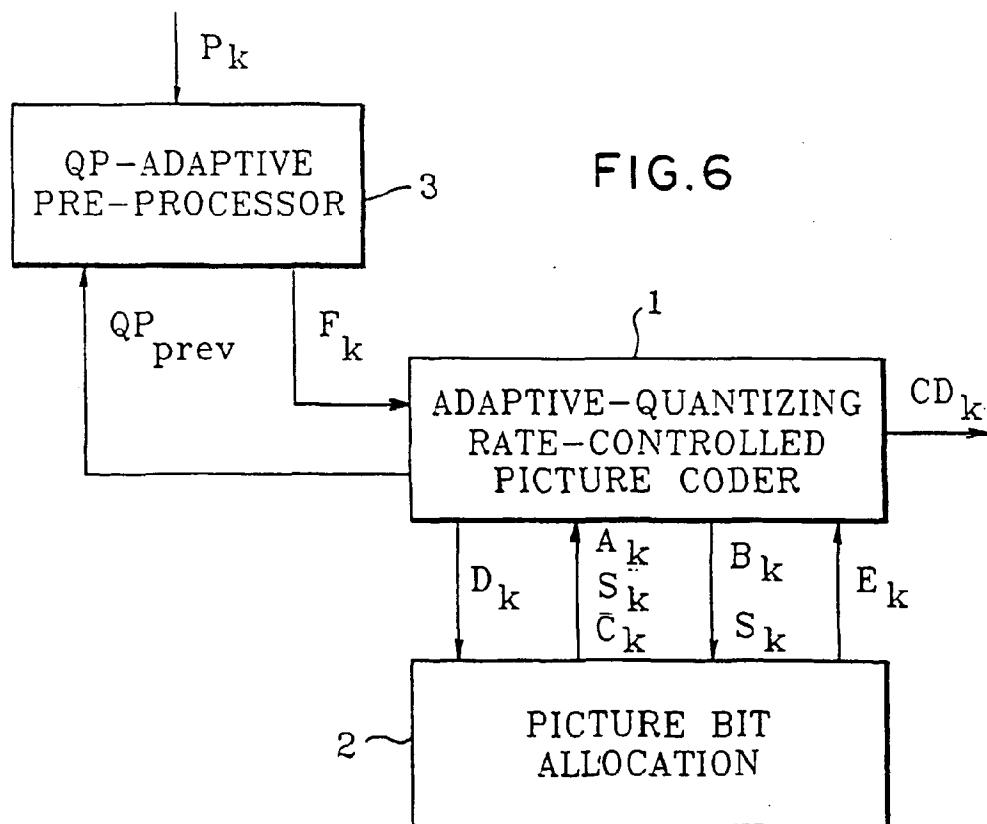 P_k
QP-ADAPTIVE
PRE-PROCESSOR
3
FIG.6
QP_prev
F_k
1
ADAPTIVE-QUANTIZING
RATE-CONTROLLED
PICTURE CODER
CD_k
D_k
A_k
S_k
C̄_k
B_k
S_k
E_k
2
PICTURE BIT
ALLOCATION